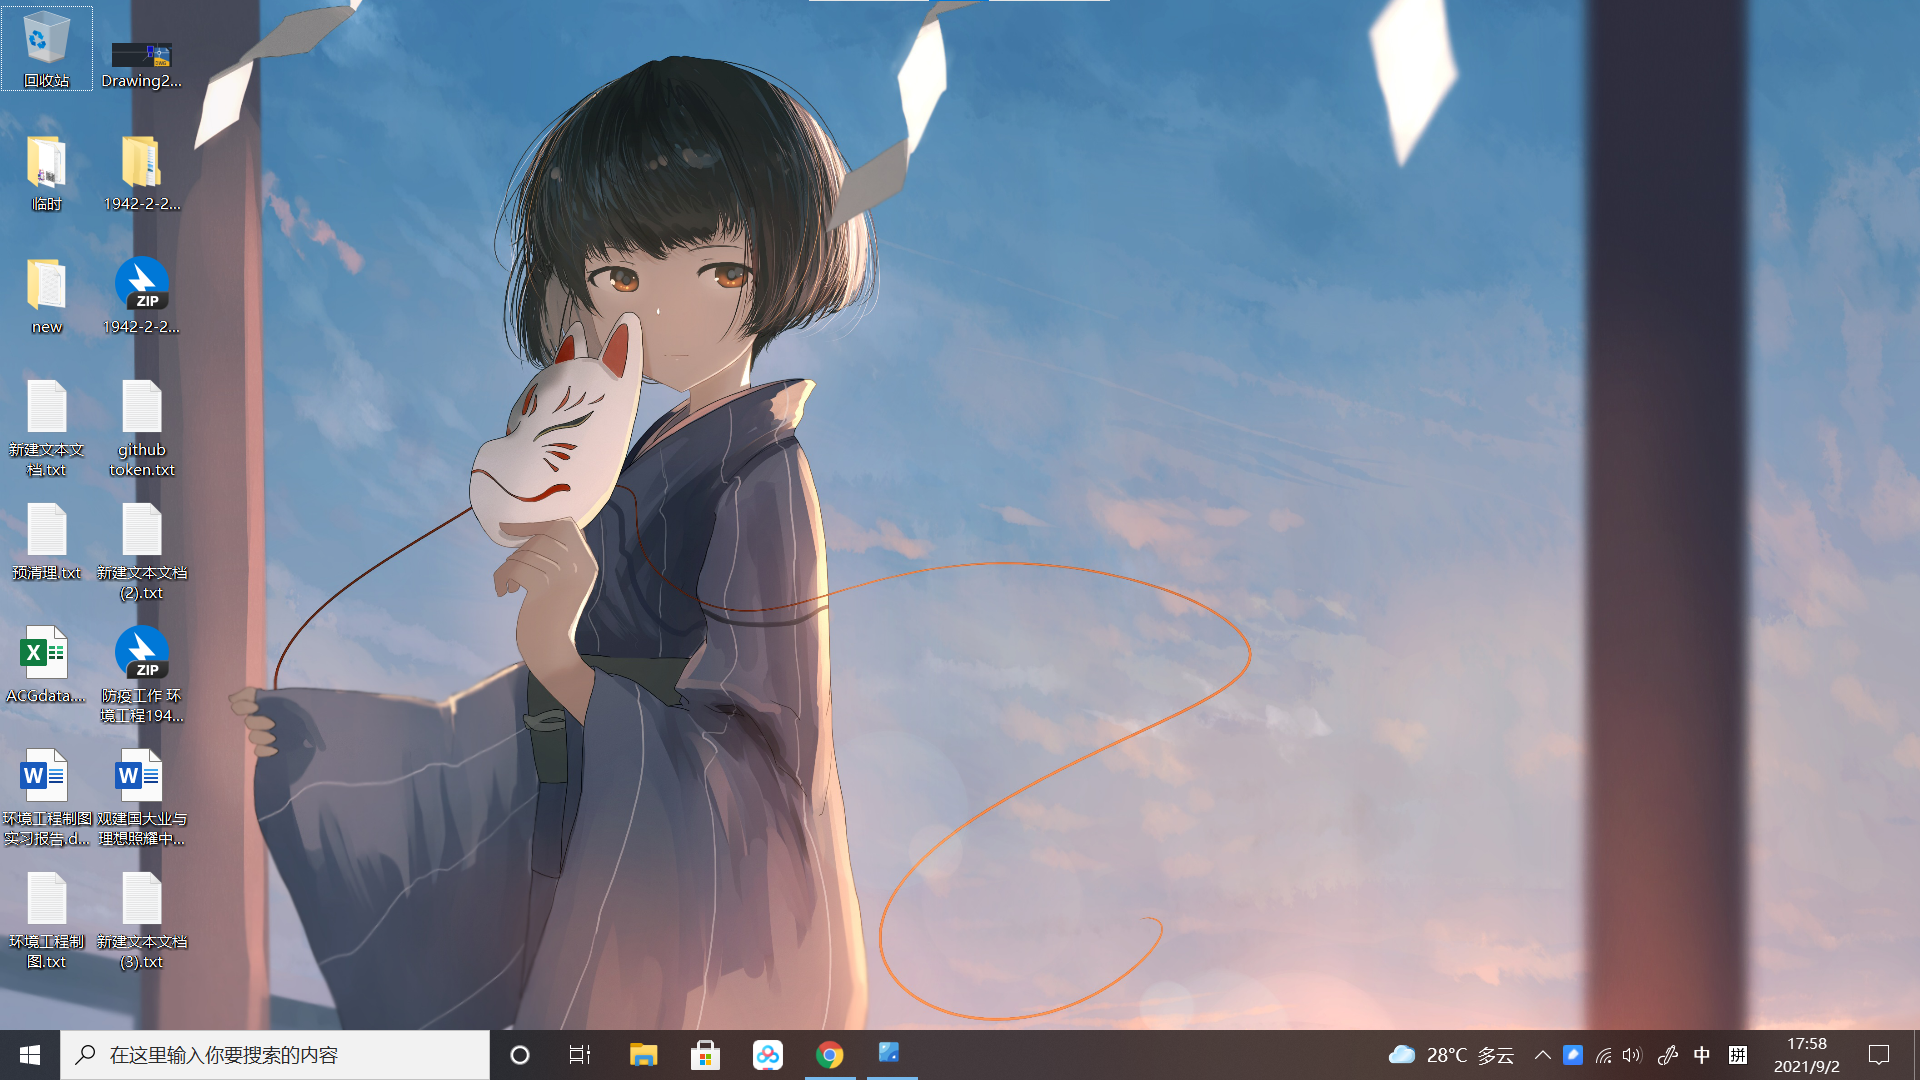 回收站
Drawing2...
临时
1942-2-2...
new
ZIP
1942-2-2...
新建文本文
档.txt
github
token.txt
预清理.txt
新建文本文档
(2).txt
ACGdata....
ZIP
防疫工作 环
境工程194...
环境工程制图
实习报告.d...
观建国大业与
理想照耀中...
环境工程制
图.txt
新建文本文档
(3).txt
在这里输入你要搜索的内容
28°C 多云
中
拼
17:58
2021/9/2